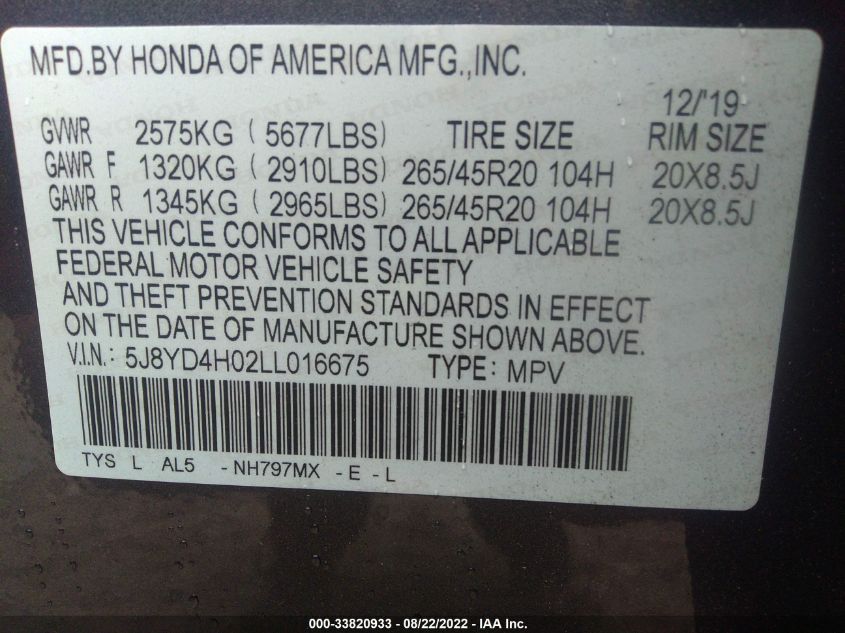 MFD.BY HONDA OF AMERICA MFG.,INC.
12/'19
GVWR 2575KG ( 5677LBS) TIRE SIZE RIM SIZE
GAWR F 1320KG ( 2910LBS) 265/45R20 104H 20X8.5J
GAWR R 1345KG ( 2965LBS) 265/45R20 104H 20X8.5J
THIS VEHICLE CONFORMS TO ALL APPLICABLE
FEDERAL MOTOR VEHICLE SAFETY
AND THEFT PREVENTION STANDARDS IN EFFECT
ON THE DATE OF MANUFACTURE SHOWN ABOVE.
V.I.N.: 5J8YD4H02LL016675 TYPE: MPV
TYS L AL5 - NH797MX - E - L
000-33820933 - 08/22/2022 - IAA Inc.